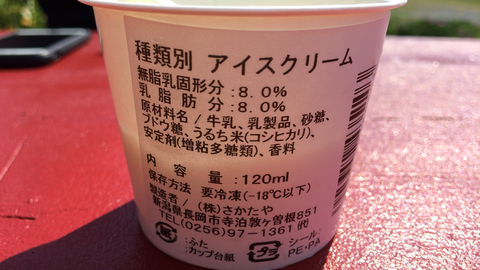 種類別 アイスクリーム
無脂乳固形分:8.0%
乳脂肪分:8.0%
原材料名/牛乳、乳製品、砂糖、
ブドウ糖、うるち米(コシヒカリ)、
安定剤(増粘多糖類)、香料
内容量:120ml
保存方法 要冷凍(-18℃以下)
製造者/(株)さかたや
新潟県長岡市寺泊敦ヶ曽根851
TEL(0256)97-1361(代)
紙 :ふた
:カップ台紙
プラ シール
PE・PA